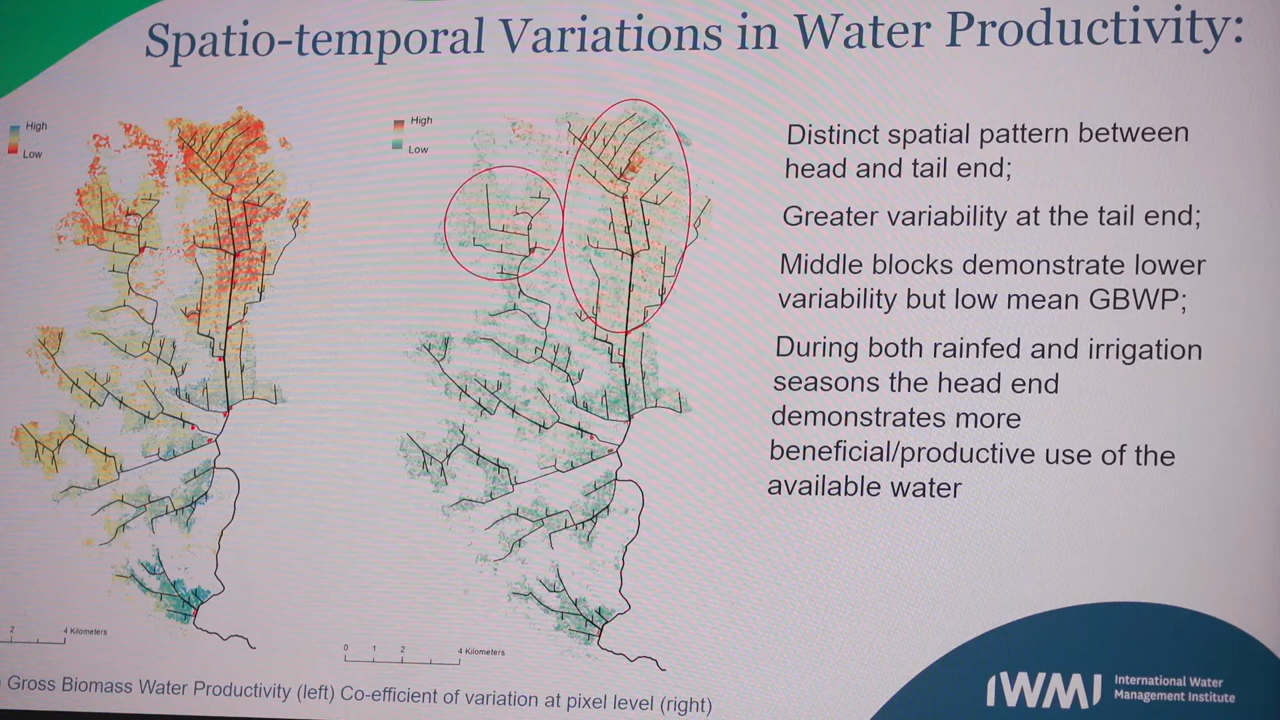 Spatio-temporal Variations in Water Productivity:
High
Low
High
Low
Distinct spatial pattern between
head and tail end;
Greater variability at the tail end;
Middle blocks demonstrate lower
variability but low mean GBWP;
During both rainfed and irrigation
seasons the head end
demonstrates more
beneficial/productive use of the
available water
2 4 Kilometers
0 1 2 4 Kilometers
Gross Biomass Water Productivity (left) Co-efficient of variation at pixel level (right)
IWMI
International Water
Management Institute